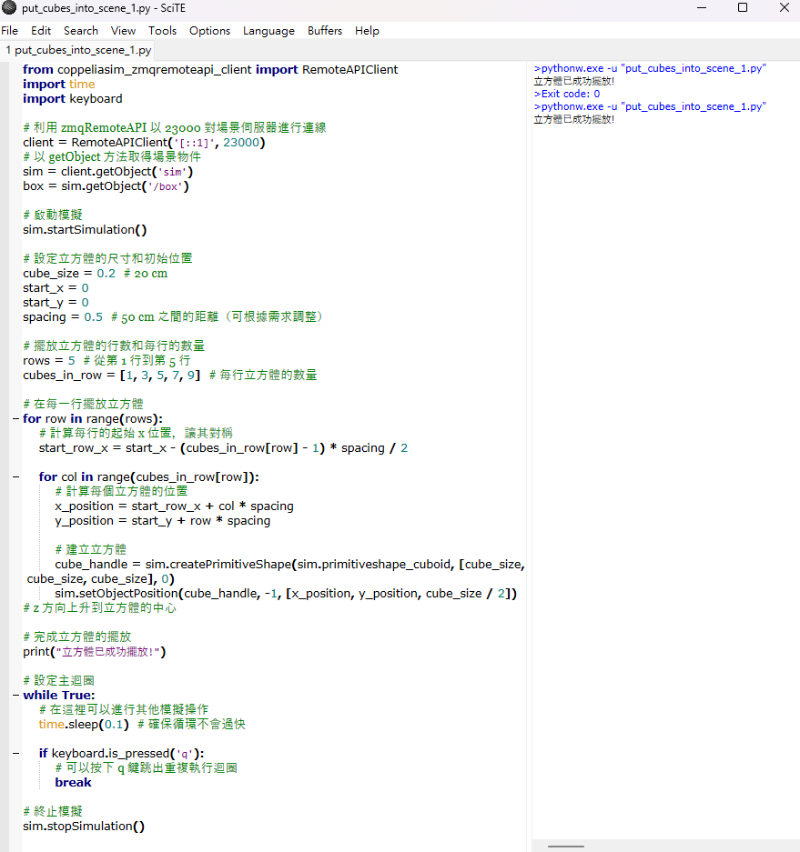 put_cubes_into_scene_1.py - SciTE
File Edit Search View Tools Options Language Buffers Help
1 put_cubes_into_scene_1.py
from coppeliasim_zmqremoteapi_client import RemoteAPIClient
import time
import keyboard
# 利用 zmqRemoteAPI 以 23000 對場景伺服器進行連線
client = RemoteAPIClient('[::1]', 23000)
# 以 getObject 方法取得場景物件
sim = client.getObject('sim')
box = sim.getObject('/box')
# 啟動模擬
sim.startSimulation()
# 設定立方體的尺寸和初始位置
cube_size = 0.2 # 20 cm
start_x = 0
start_y = 0
spacing = 0.5 # 50 cm 之間的距離（可根據需求調整）
# 擺放立方體的行數和每行的數量
rows = 5 # 從第 1 行到第 5 行
cubes_in_row = [1, 3, 5, 7, 9] # 每行立方體的數量
# 在每一行擺放立方體
for row in range(rows):
# 計算每行的起始 x 位置，讓其對稱
start_row_x = start_x - (cubes_in_row[row] - 1) * spacing / 2
for col in range(cubes_in_row[row]):
# 計算每個立方體的位置
x_position = start_row_x + col * spacing
y_position = start_y + row * spacing
# 建立立方體
cube_handle = sim.createPrimitiveShape(sim.primitiveshape_cuboid, [cube_size,
cube_size, cube_size], 0)
sim.setObjectPosition(cube_handle, -1, [x_position, y_position, cube_size / 2])
# z 方向上升到立方體的中心
# 完成立方體的擺放
print("立方體已成功擺放!")
# 設定主迴圈
while True:
# 在這裡可以進行其他模擬操作
time.sleep(0.1) # 確保循環不會過快
if keyboard.is_pressed('q'):
# 可以按下 q 鍵跳出重複執行迴圈
break
# 終止模擬
sim.stopSimulation()
>pythonw.exe -u "put_cubes_into_scene_1.py"
立方體已成功擺放!
>Exit code: 0
>pythonw.exe -u "put_cubes_into_scene_1.py"
立方體已成功擺放!